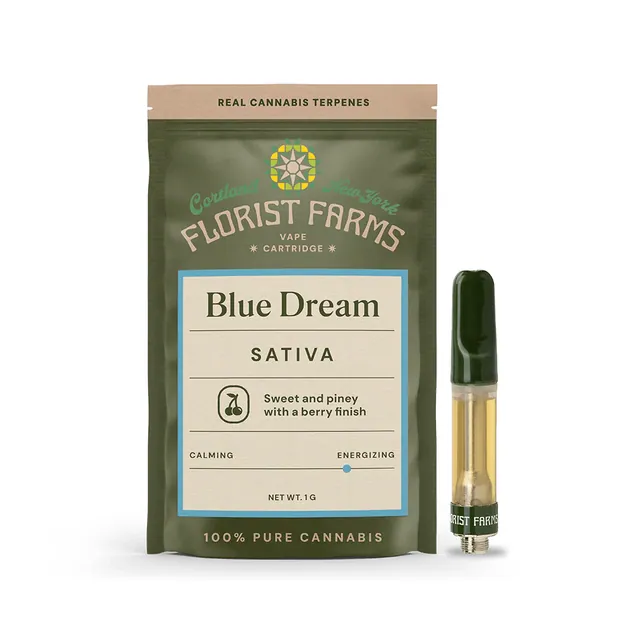 REAL CANNABIS TERPENES
Cortland New York
FLORIST FARMS
VAPE
✷ CARTRIDGE ✷
Blue Dream
SATIVA
Sweet and piney
with a berry finish
CALMING ENERGIZING
NET WT. 1 G
100% PURE CANNABIS
ORIST FARMS